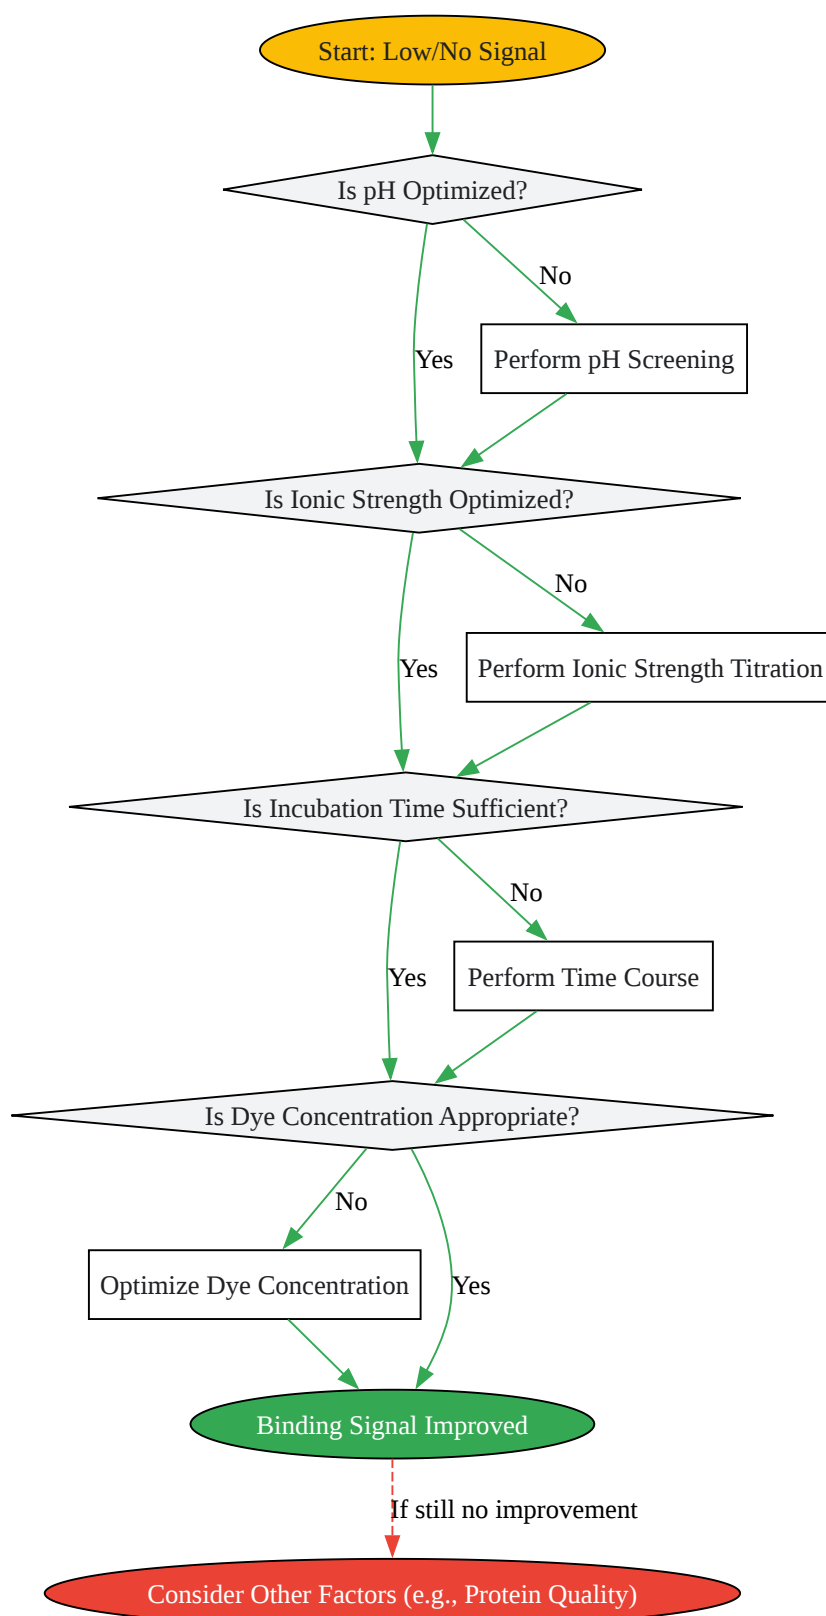 Start: Low/No Signal
Is pH Optimized?
No
Yes
Perform pH Screening
Is Ionic Strength Optimized?
No
Yes
Perform Ionic Strength Titration
Is Incubation Time Sufficient?
No
Yes
Perform Time Course
Is Dye Concentration Appropriate?
No
Optimize Dye Concentration
Yes
Binding Signal Improved
If still no improvement
Consider Other Factors (e.g., Protein Quality)